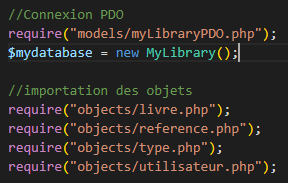 //Connexion PDO
require("models/myLibraryPDO.php");
$mydatabase = new MyLibrary();
//importation des objets
require("objects/livre.php");
require("objects/reference.php");
require("objects/type.php");
require("objects/utilisateur.php");